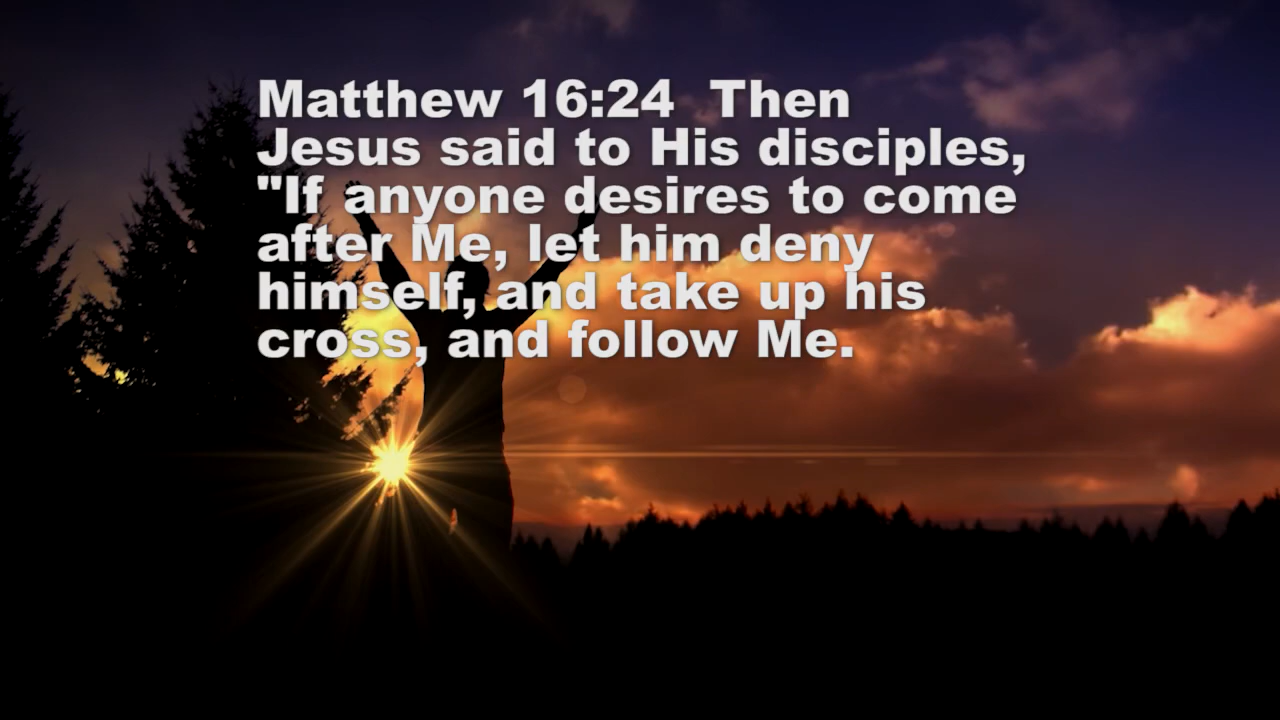 Matthew 16:24  Then
Jesus said to His disciples,
"If anyone desires to come
after Me, let him deny
himself, and take up his
cross, and follow Me.